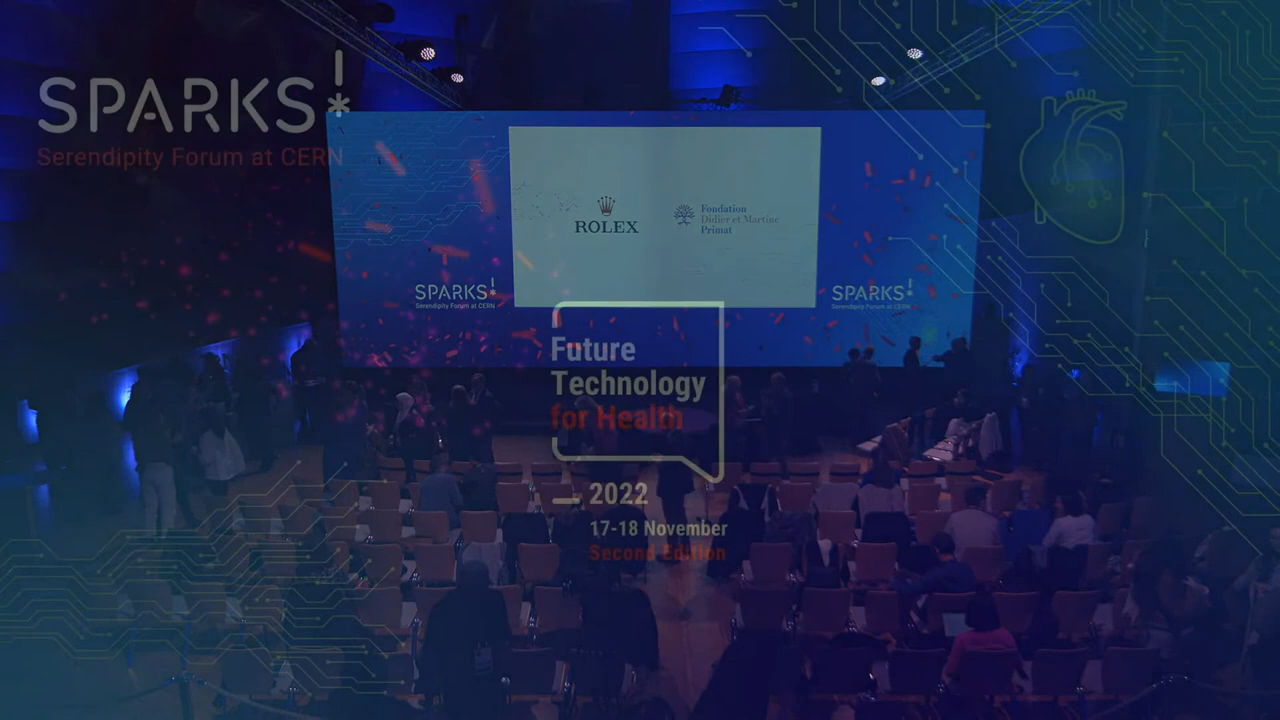 SPARKS!
Serendipity Forum at CERN
ROLEX
Fondation
Didier et Martine
Primat
SPARKS!
Serendipity Forum at CERN
SPARKS!
Serendipity Forum at CERN
Future
Technology
for Health
2022
17-18 November
Second Edition